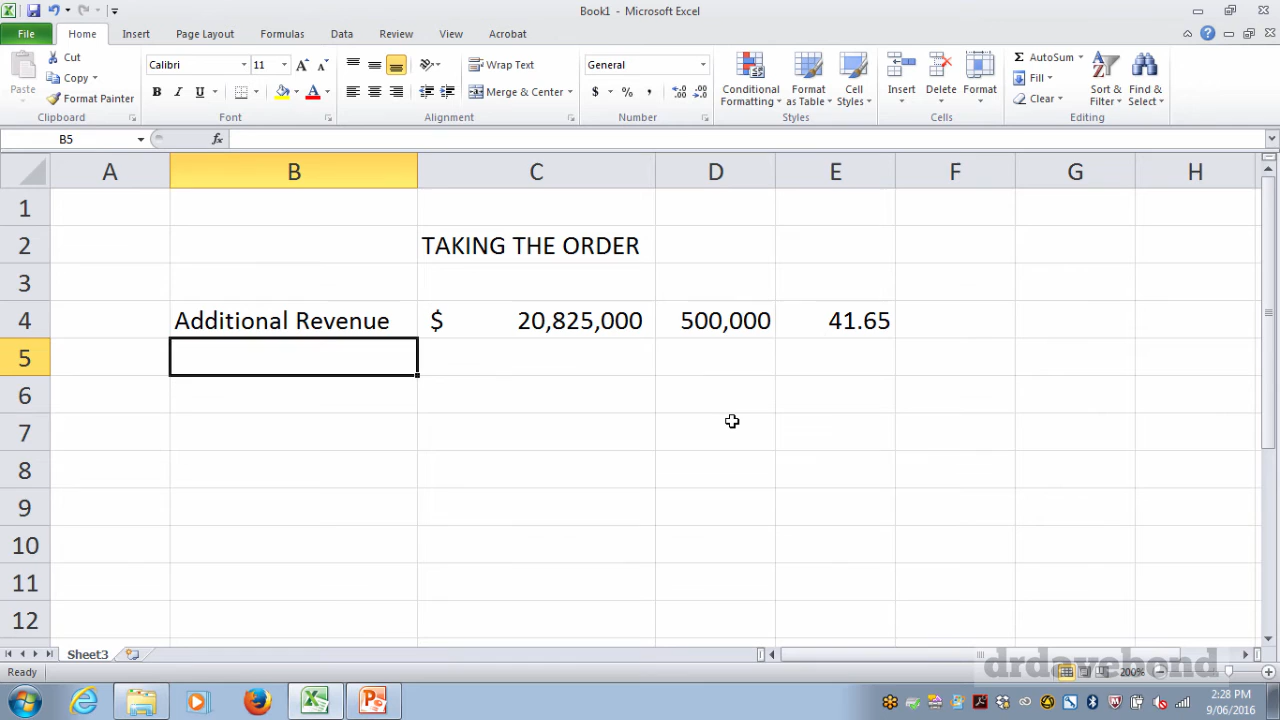 Book1 - Microsoft Excel
File Home Insert Page Layout Formulas Data Review View Acrobat
Paste
Cut
Copy
Format Painter
Clipboard
Calibri 11
B I U
Font
Wrap Text
Merge & Center
Alignment
General
$ % ,
Number
Conditional Formatting
Format as Table
Cell Styles
Styles
Insert Delete Format
Cells
AutoSum
Fill
Clear
Sort & Filter
Find & Select
Editing
B5 fx
A B C D E F G H
1
2 TAKING THE ORDER
3
4 Additional Revenue $ 20,825,000 500,000 41.65
5
6
7
8
9
10
11
12
Sheet3
drdavebond
Ready 200%
2:28 PM
9/06/2016